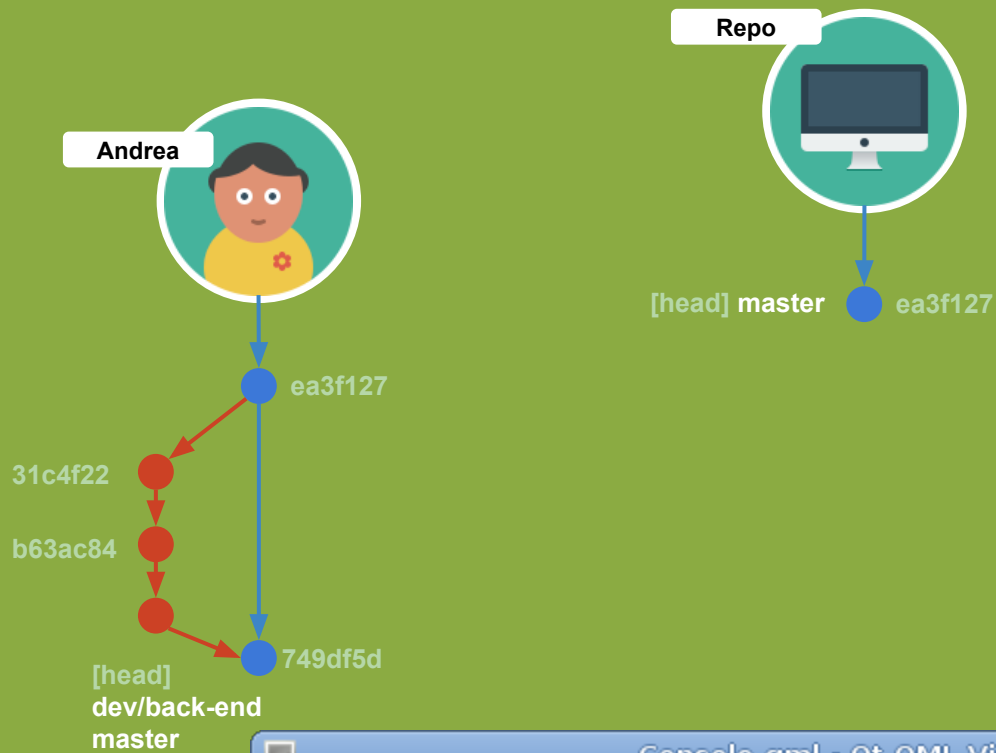 Repo
Andrea
[head] master
ea3f127
ea3f127
31c4f22
b63ac84
749df5d
[head]
dev/back-end
master